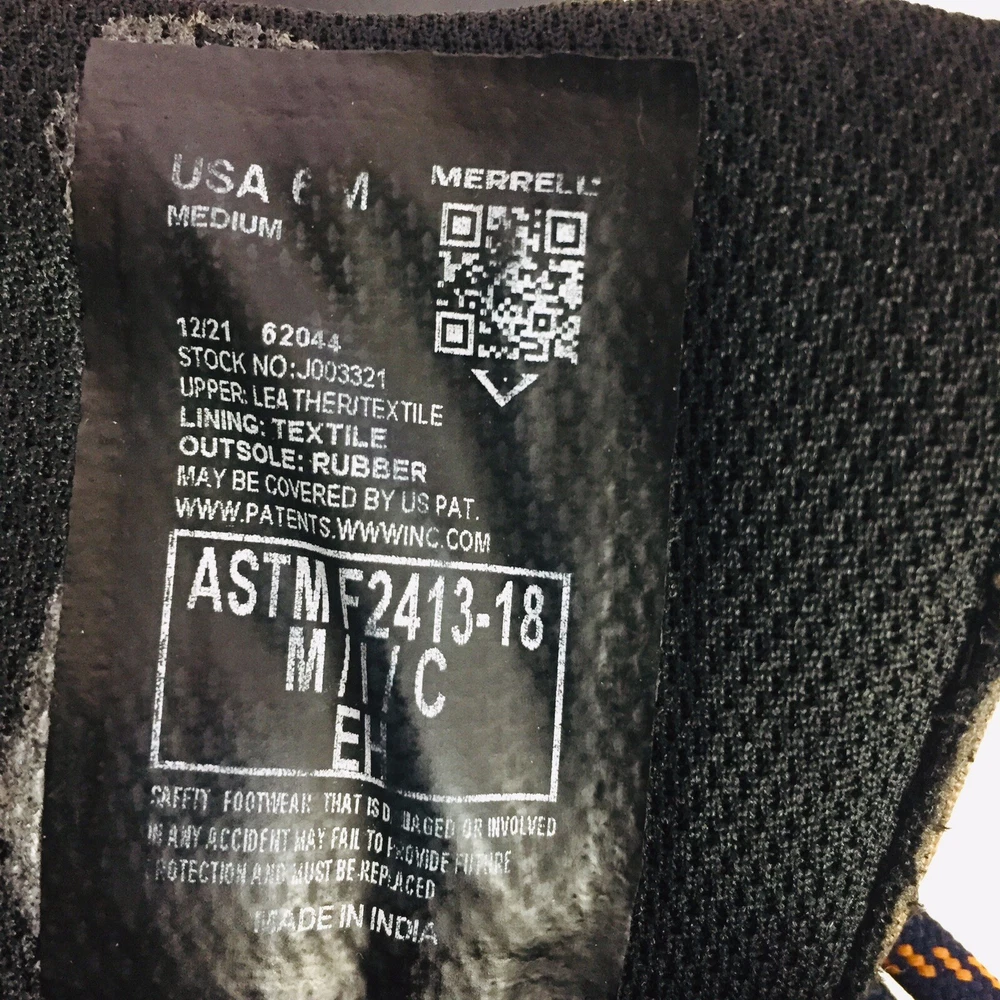 USA 6 M
MEDIUM
MERRELL
12/21 62044
STOCK NO:J003321
UPPER: LEATHER/TEXTILE
LINING: TEXTILE
OUTSOLE: RUBBER
MAY BE COVERED BY US PAT.
WWW.PATENTS.WWWINC.COM
ASTM F2413-18
M/I/C
EH
SAFETY FOOTWEAR THAT IS DAMAGED OR INVOLVED
IN ANY ACCIDENT MAY FAIL TO PROVIDE FUTURE
PROTECTION AND MUST BE REPLACED
MADE IN INDIA